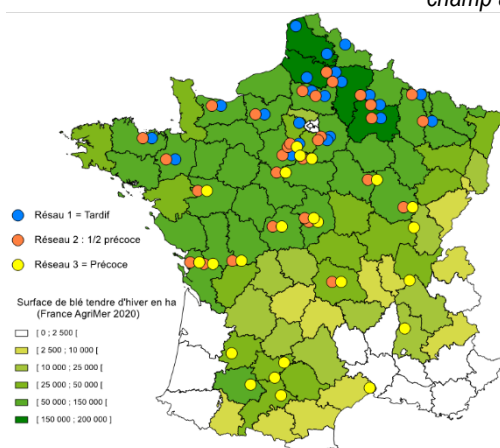 champ d
Résau 1 = Tardif
Réseau 2 : 1/2 précoce
Réseau 3 = Précoce
Surface de blé tendre d'hiver en ha
(France AgriMer 2020)
[ 0 ; 2 500 [
[ 2 500 ; 10 000 [
[ 10 000 ; 25 000 [
[ 25 000 ; 50 000 [
[ 50 000 ; 150 000 [
[ 150 000 ; 200 000 [